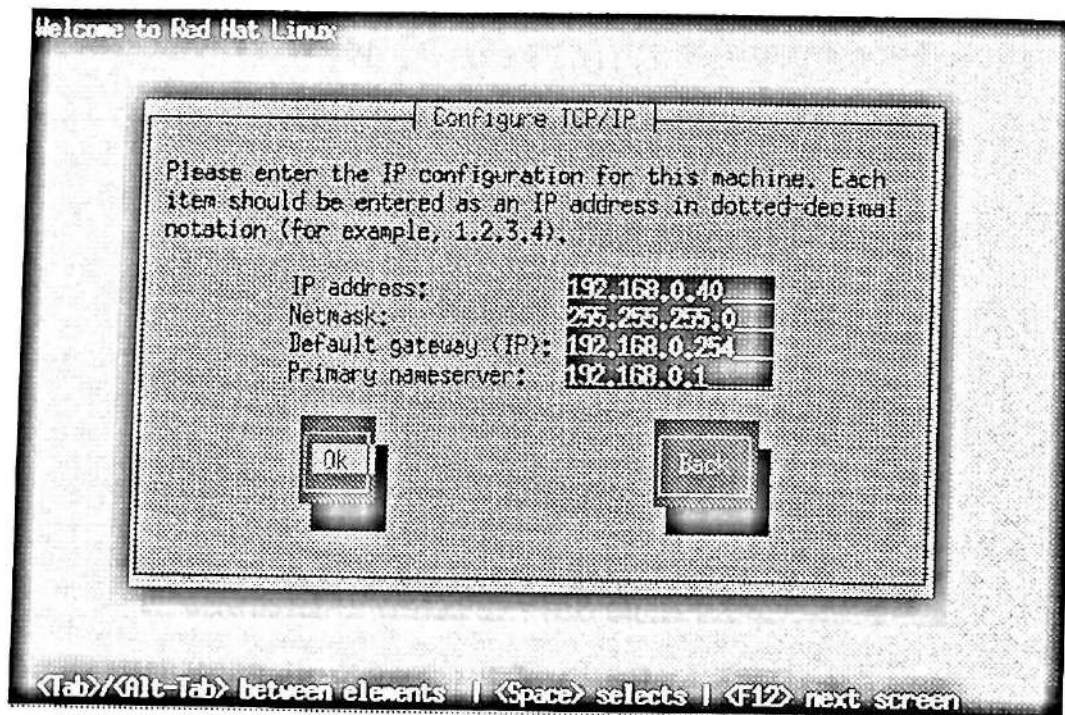 Welcome to Red Hat Linux
Configure TCP/IP
Please enter the IP configuration for this machine. Each
item should be entered as an IP address in dotted-decimal
notation (for example, 1.2.3.4).
IP address: 192.168.0.40
Netmask: 255.255.255.0
Default gateway (IP): 192.168.0.254
Primary nameserver: 192.168.0.1
Ok Back
<Tab>/<Alt-Tab> between elements | <Space> selects | <F12> next screen